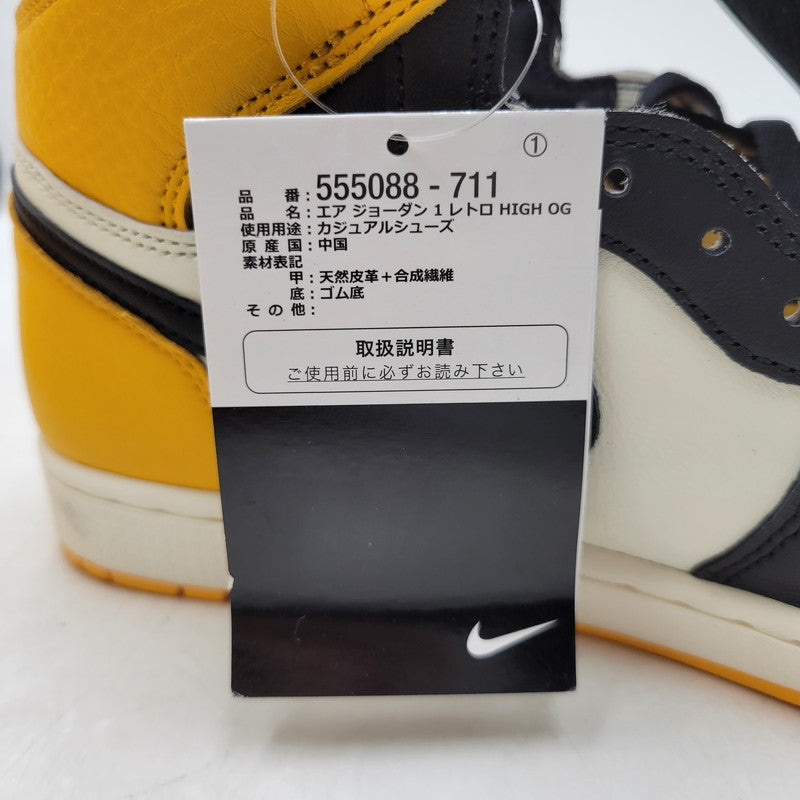 ①
品　番：555088 - 711
品　名：エア ジョーダン 1 レトロ HIGH OG
使用用途：カジュアルシューズ
原 産 国：中国
素材表記
甲：天然皮革＋合成繊維
底：ゴム底
そ の 他：
取扱説明書
ご使用前に必ずお読み下さい